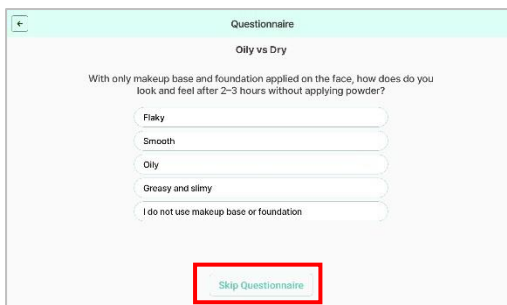 Questionnaire
Oily vs Dry
With only makeup base and foundation applied on the face, how does do you
look and feel after 2–3 hours without applying powder?
Flaky
Smooth
Oily
Greasy and slimy
I do not use makeup base or foundation
Skip Questionnaire